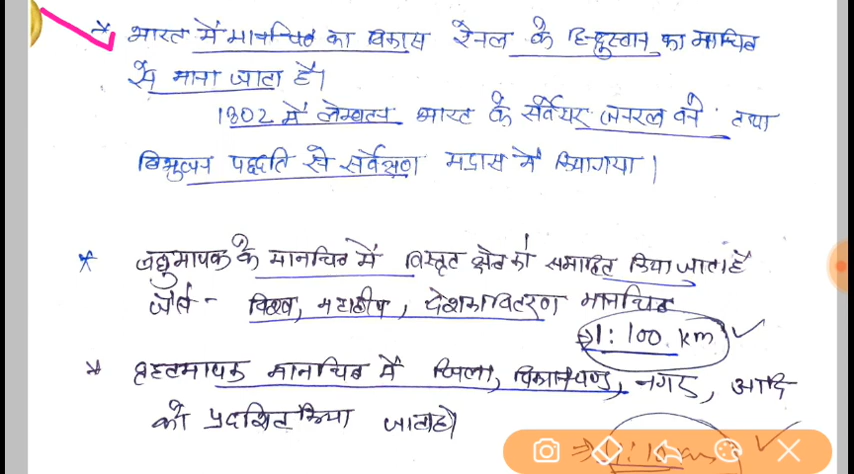 * भारत में मानचित्र का विकास रेनल के हिन्दुस्तान का मानचित्र
से माना जाता है।
1802 में लेम्बटन भारत के सर्वेयर जनरल बने तथा
त्रिभुजन पद्धति से सर्वेक्षण मद्रास में किया गया।
* लघुमापक के मानचित्र में विस्तृत क्षेत्र को समाहित किया जाता है
जैसे - विश्व, महाद्वीप, देश का वितरण मानचित्र
⇒ 1 : 100. km ✓
* वृहतमापक मानचित्र में जिला, विकासखण्ड, नगर, आदि
को प्रदर्शित किया जाता है।